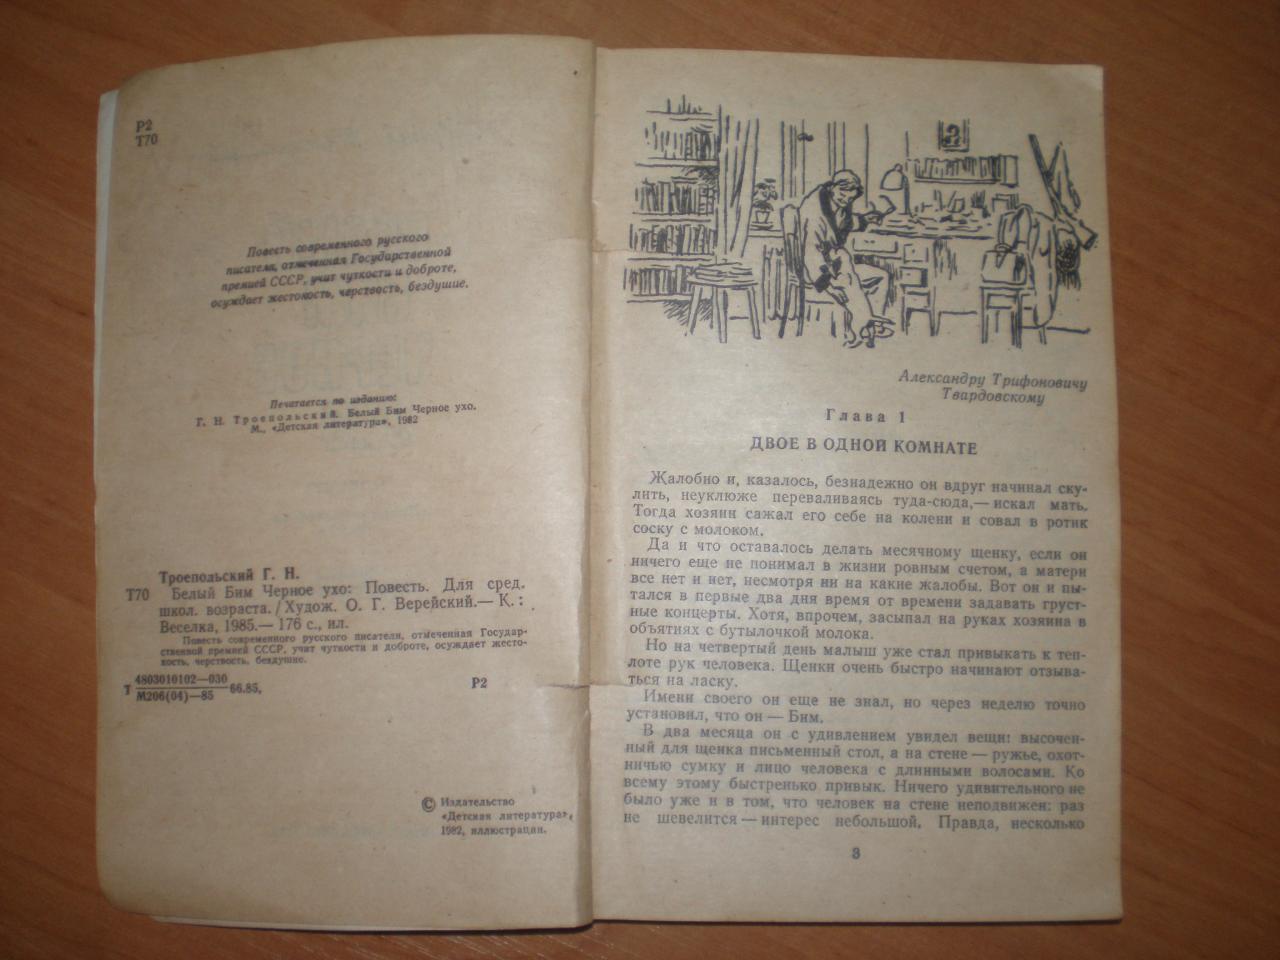 Р2
Т70
Повесть современного русского
писателя, отмеченная Государственной
премией СССР, учит чуткости и доброте,
осуждает жестокость, черствость, бездушие.
Печатается по изданию:
Г. Н. Троепольский. Белый Бим Черное ухо.
М., «Детская литература», 1982
Троепольский Г. Н.
Т70 Белый Бим Черное ухо: Повесть. Для сред.
школ. возраста. / Худож. О. Г. Верейский.— К.:
Веселка, 1985.— 176 с., ил.
Повесть современного русского писателя, отмеченная Государ-
ственной премией СССР, учит чуткости и доброте, осуждает жесто-
кость, черствость, бездушие.
4803010102—030
Т 66.85.
М206(04)—85
Р2
© Издательство
«Детская литература»,
1982, иллюстрации.
Александру Трифоновичу
Твардовскому
Глава 1
ДВОЕ В ОДНОЙ КОМНАТЕ
Жалобно и, казалось, безнадежно он вдруг начинал ску-
лить, неуклюже переваливаясь туда-сюда,— искал мать.
Тогда хозяин сажал его себе на колени и совал в ротик
соску с молоком.
Да и что оставалось делать месячному щенку, если он
ничего еще не понимал в жизни ровным счетом, а матери
все нет и нет, несмотря ни на какие жалобы. Вот он и пы-
тался в первые два дня время от времени задавать груст-
ные концерты. Хотя, впрочем, засыпал на руках хозяина в
объятиях с бутылочкой молока.
Но на четвертый день малыш уже стал привыкать к теп-
лоте рук человека. Щенки очень быстро начинают отзыва-
ться на ласку.
Имени своего он еще не знал, но через неделю точно
установил, что он — Бим.
В два месяца он с удивлением увидел вещи: высочен-
ный для щенка письменный стол, а на стене — ружье, охот-
ничью сумку и лицо человека с длинными волосами. Ко
всему этому быстренько привык. Ничего удивительного не
было уже и в том, что человек на стене неподвижен: раз
не шевелится — интерес небольшой. Правда, несколько
3